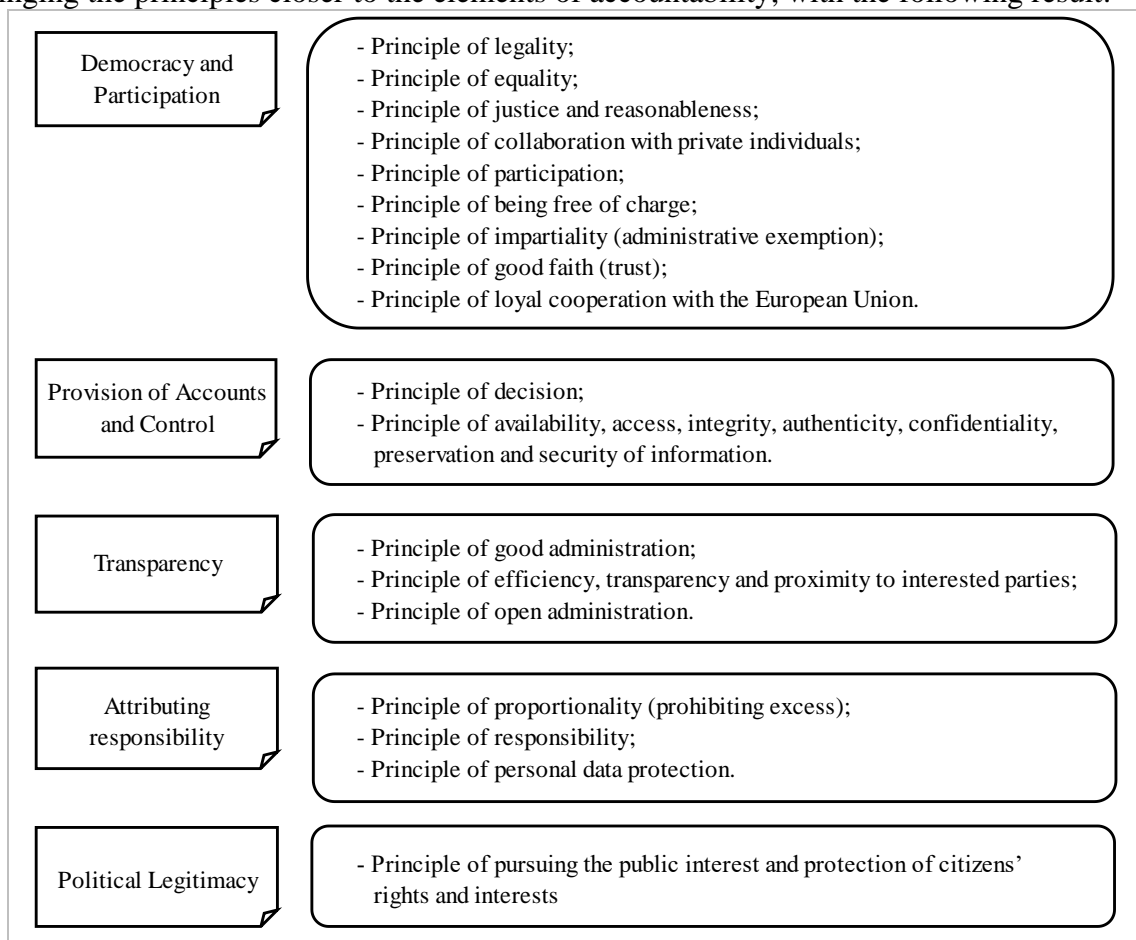 nging the principles closer to the elements of accountability, with the following result:
Democracy and
Participation
- Principle of legality;
- Principle of equality;
- Principle of justice and reasonableness;
- Principle of collaboration with private individuals;
- Principle of participation;
- Principle of being free of charge;
- Principle of impartiality (administrative exemption);
- Principle of good faith (trust);
- Principle of loyal cooperation with the European Union.
Provision of Accounts
and Control
- Principle of decision;
- Principle of availability, access, integrity, authenticity, confidentiality,
preservation and security of information.
Transparency
- Principle of good administration;
- Principle of efficiency, transparency and proximity to interested parties;
- Principle of open administration.
Attributing
responsibility
- Principle of proportionality (prohibiting excess);
- Principle of responsibility;
- Principle of personal data protection.
Political Legitimacy
- Principle of pursuing the public interest and protection of citizens’
rights and interests